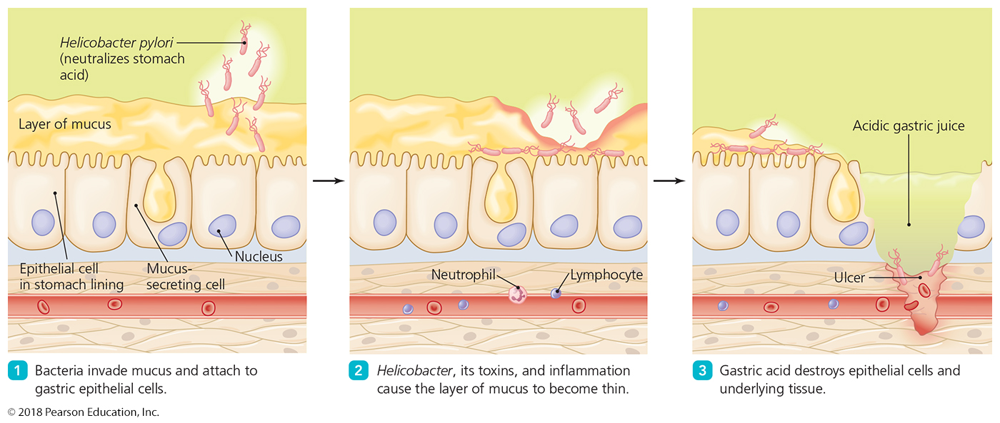 Helicobacter pylori
(neutralizes stomach
acid)
Layer of mucus
Epithelial cell
in stomach lining
Mucus-
secreting cell
Nucleus
1 Bacteria invade mucus and attach to
gastric epithelial cells.
Neutrophil
Lymphocyte
2 Helicobacter, its toxins, and inflammation
cause the layer of mucus to become thin.
Acidic gastric juice
Ulcer
3 Gastric acid destroys epithelial cells and
underlying tissue.
© 2018 Pearson Education, Inc.